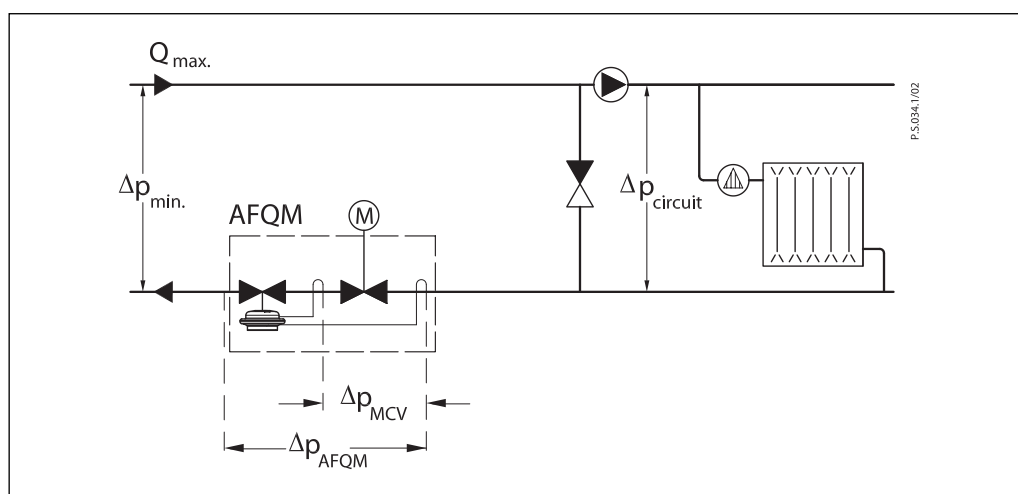 Q max.
P.S.034.1/02
Δp min.
Δp circuit
AFQM
M
Δp MCV
Δp AFQM